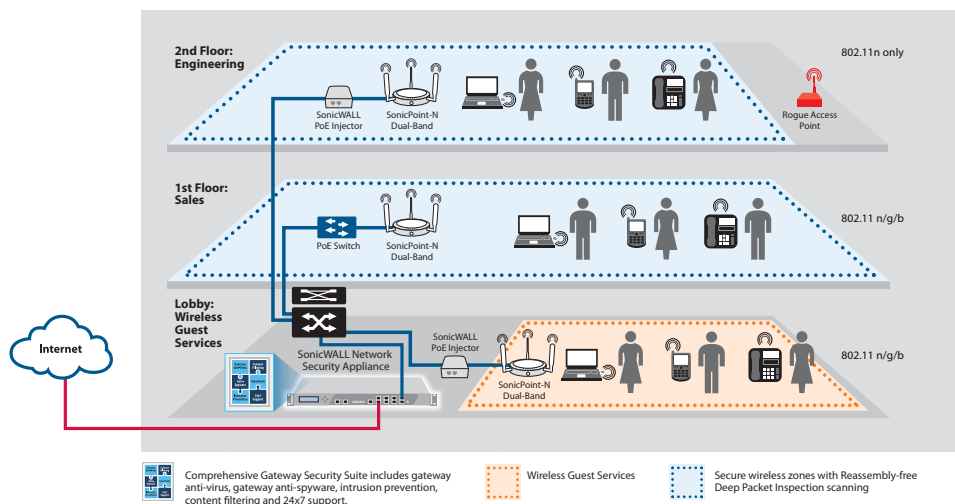 2nd Floor:
Engineering
802.11n only
SonicWALL
PoE Injector
SonicPoint-N
Dual-Band
Rogue Access
Point
1st Floor:
Sales
802.11 n/g/b
PoE Switch
SonicPoint-N
Dual-Band
Lobby:
Wireless
Guest
Services
Internet
SonicWALL Network
Security Appliance
SonicWALL
PoE Injector
SonicPoint-N
Dual-Band
802.11 n/g/b
Comprehensive Gateway Security Suite includes gateway
anti-virus, gateway anti-spyware, intrusion prevention,
content filtering and 24x7 support.
Wireless Guest Services
Secure wireless zones with Reassembly-free
Deep Packet Inspection scanning